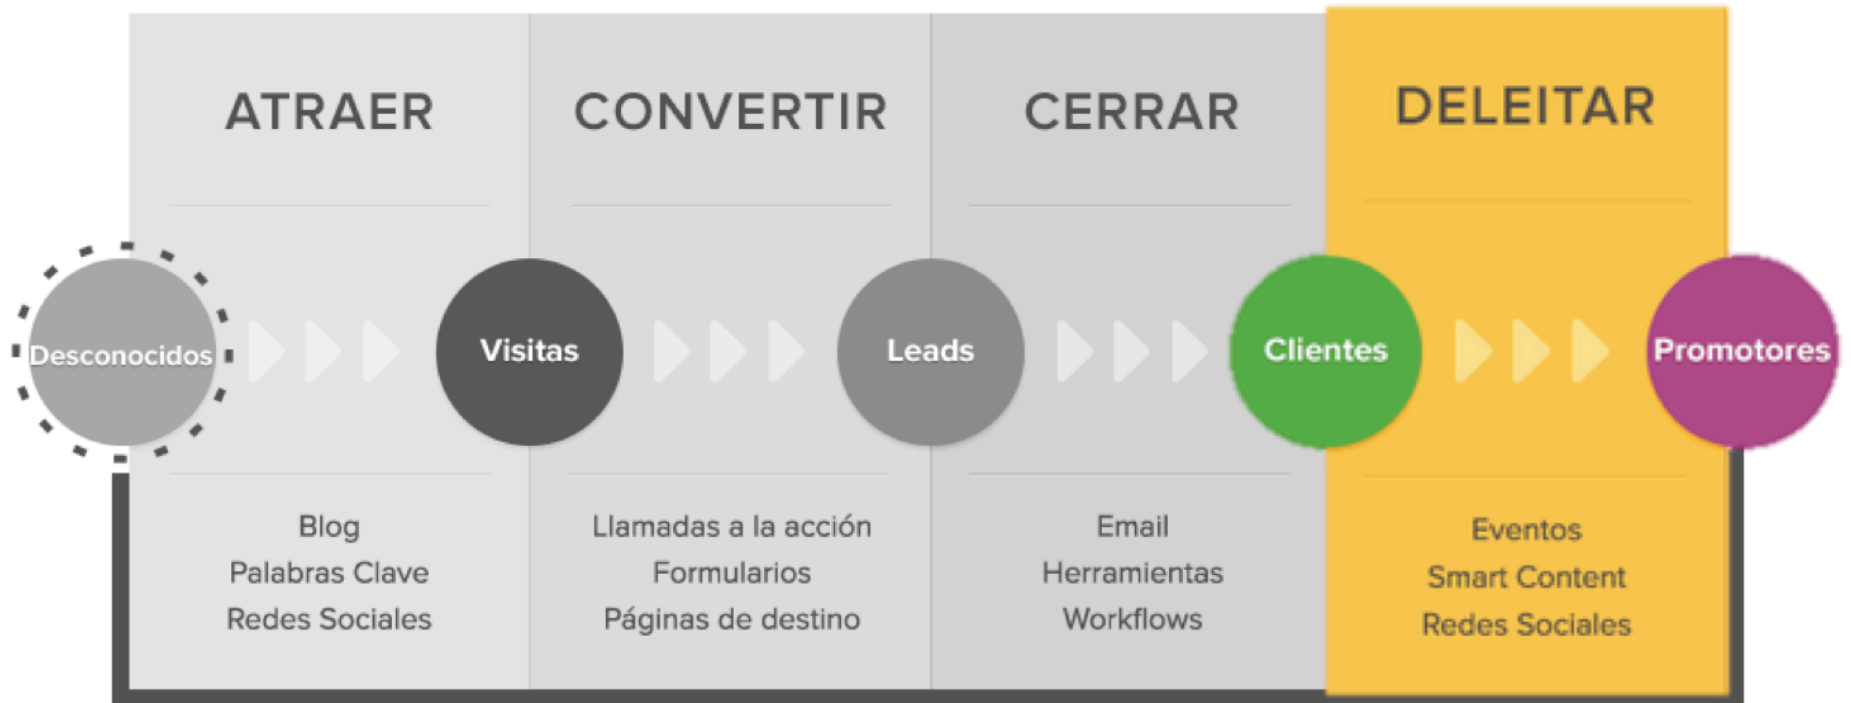 ATRAER
CONVERTIR
CERRAR
DELEITAR
Desconocidos
Visitas
Leads
Clientes
Promotores
Blog
Palabras Clave
Redes Sociales
Llamadas a la acción
Formularios
Páginas de destino
Email
Herramientas
Workflows
Eventos
Smart Content
Redes Sociales